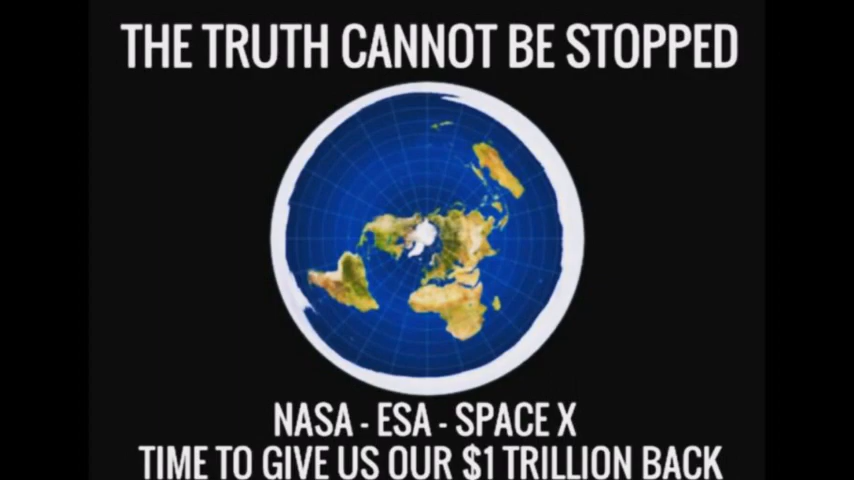 THE TRUTH CANNOT BE STOPPED
NASA - ESA - SPACE X
TIME TO GIVE US OUR $1 TRILLION BACK